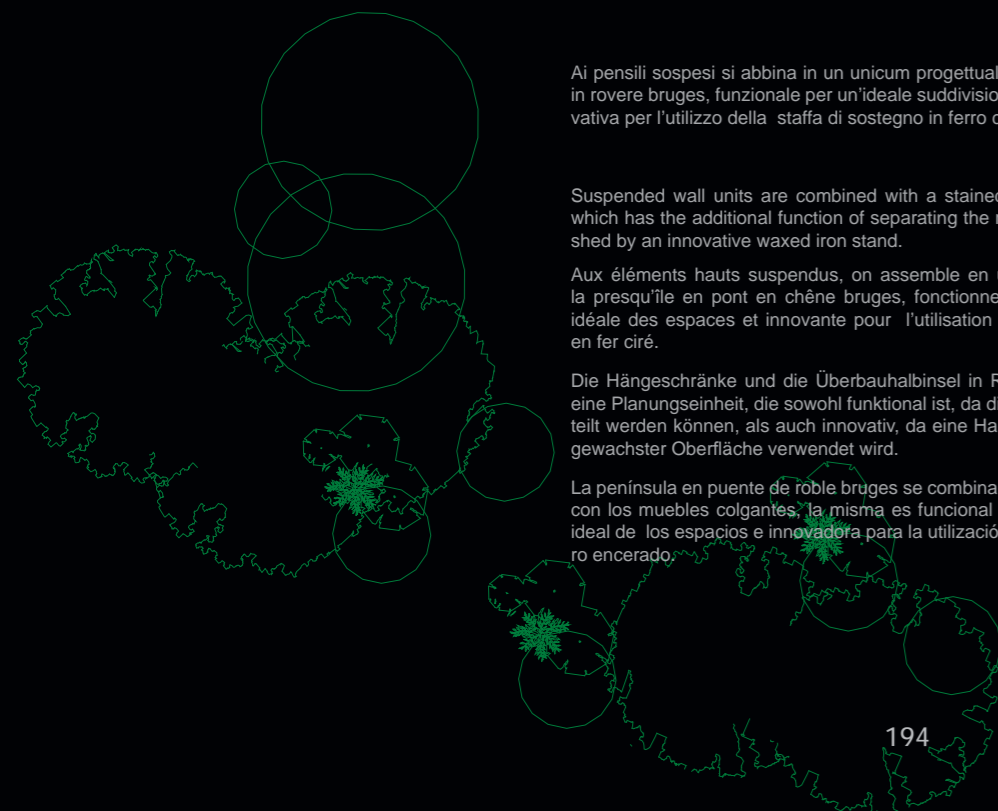 Ai pensili sospesi si abbina in un unicum progettual
in rovere bruges, funzionale per un'ideale suddivisio
vativa per l'utilizzo della staffa di sostegno in ferro c
Suspended wall units are combined with a stained
which has the additional function of separating the r
shed by an innovative waxed iron stand.
Aux éléments hauts suspendus, on assemble en u
la presqu'île en pont en chêne bruges, fonctionne
idéale des espaces et innovante pour l'utilisation
en fer ciré.
Die Hängeschränke und die Überbauhalbinsel in R
eine Planungseinheit, die sowohl funktional ist, da di
teilt werden können, als auch innovativ, da eine Ha
gewachster Oberfläche verwendet wird.
La península en puente de roble bruges se combina
con los muebles colgantes, la misma es funcional
ideal de los espacios e innovadora para la utilizació
ro encerado.
194